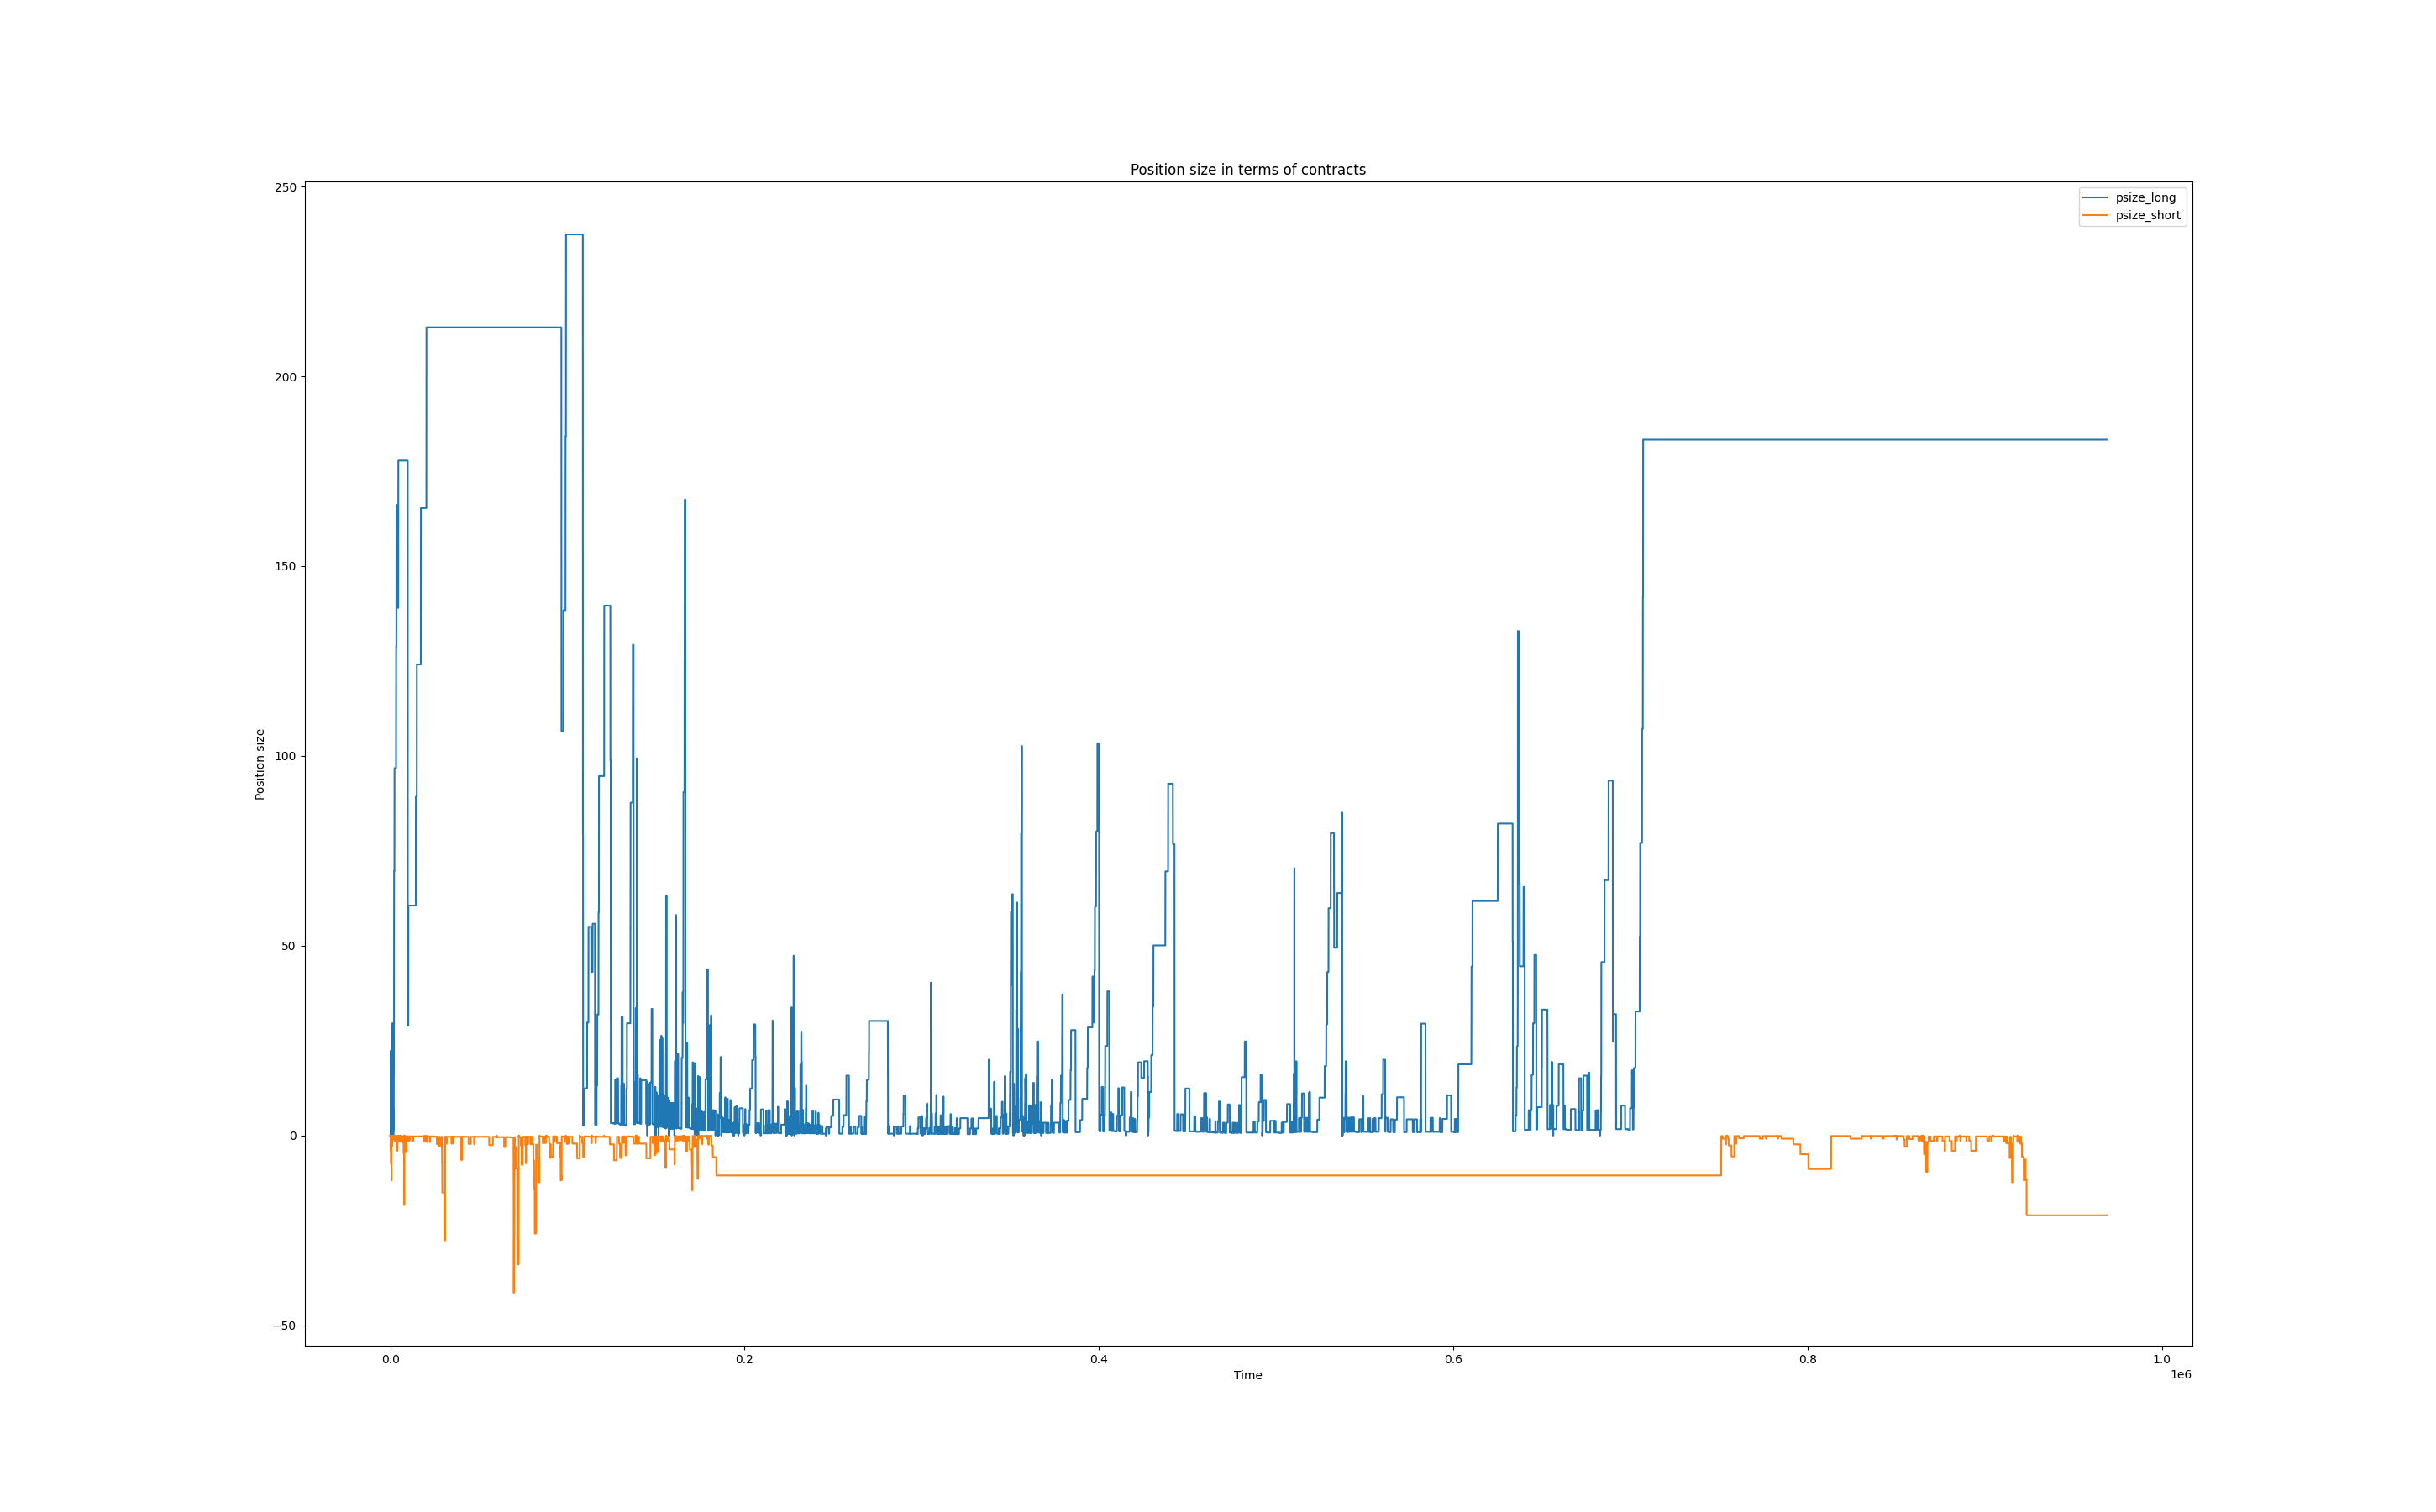 Position size in terms of contracts
psize_long
psize_short
250
200
150
100
50
0
−50
Position size
0.0
0.2
0.4
0.6
0.8
1.0
1e6
Time